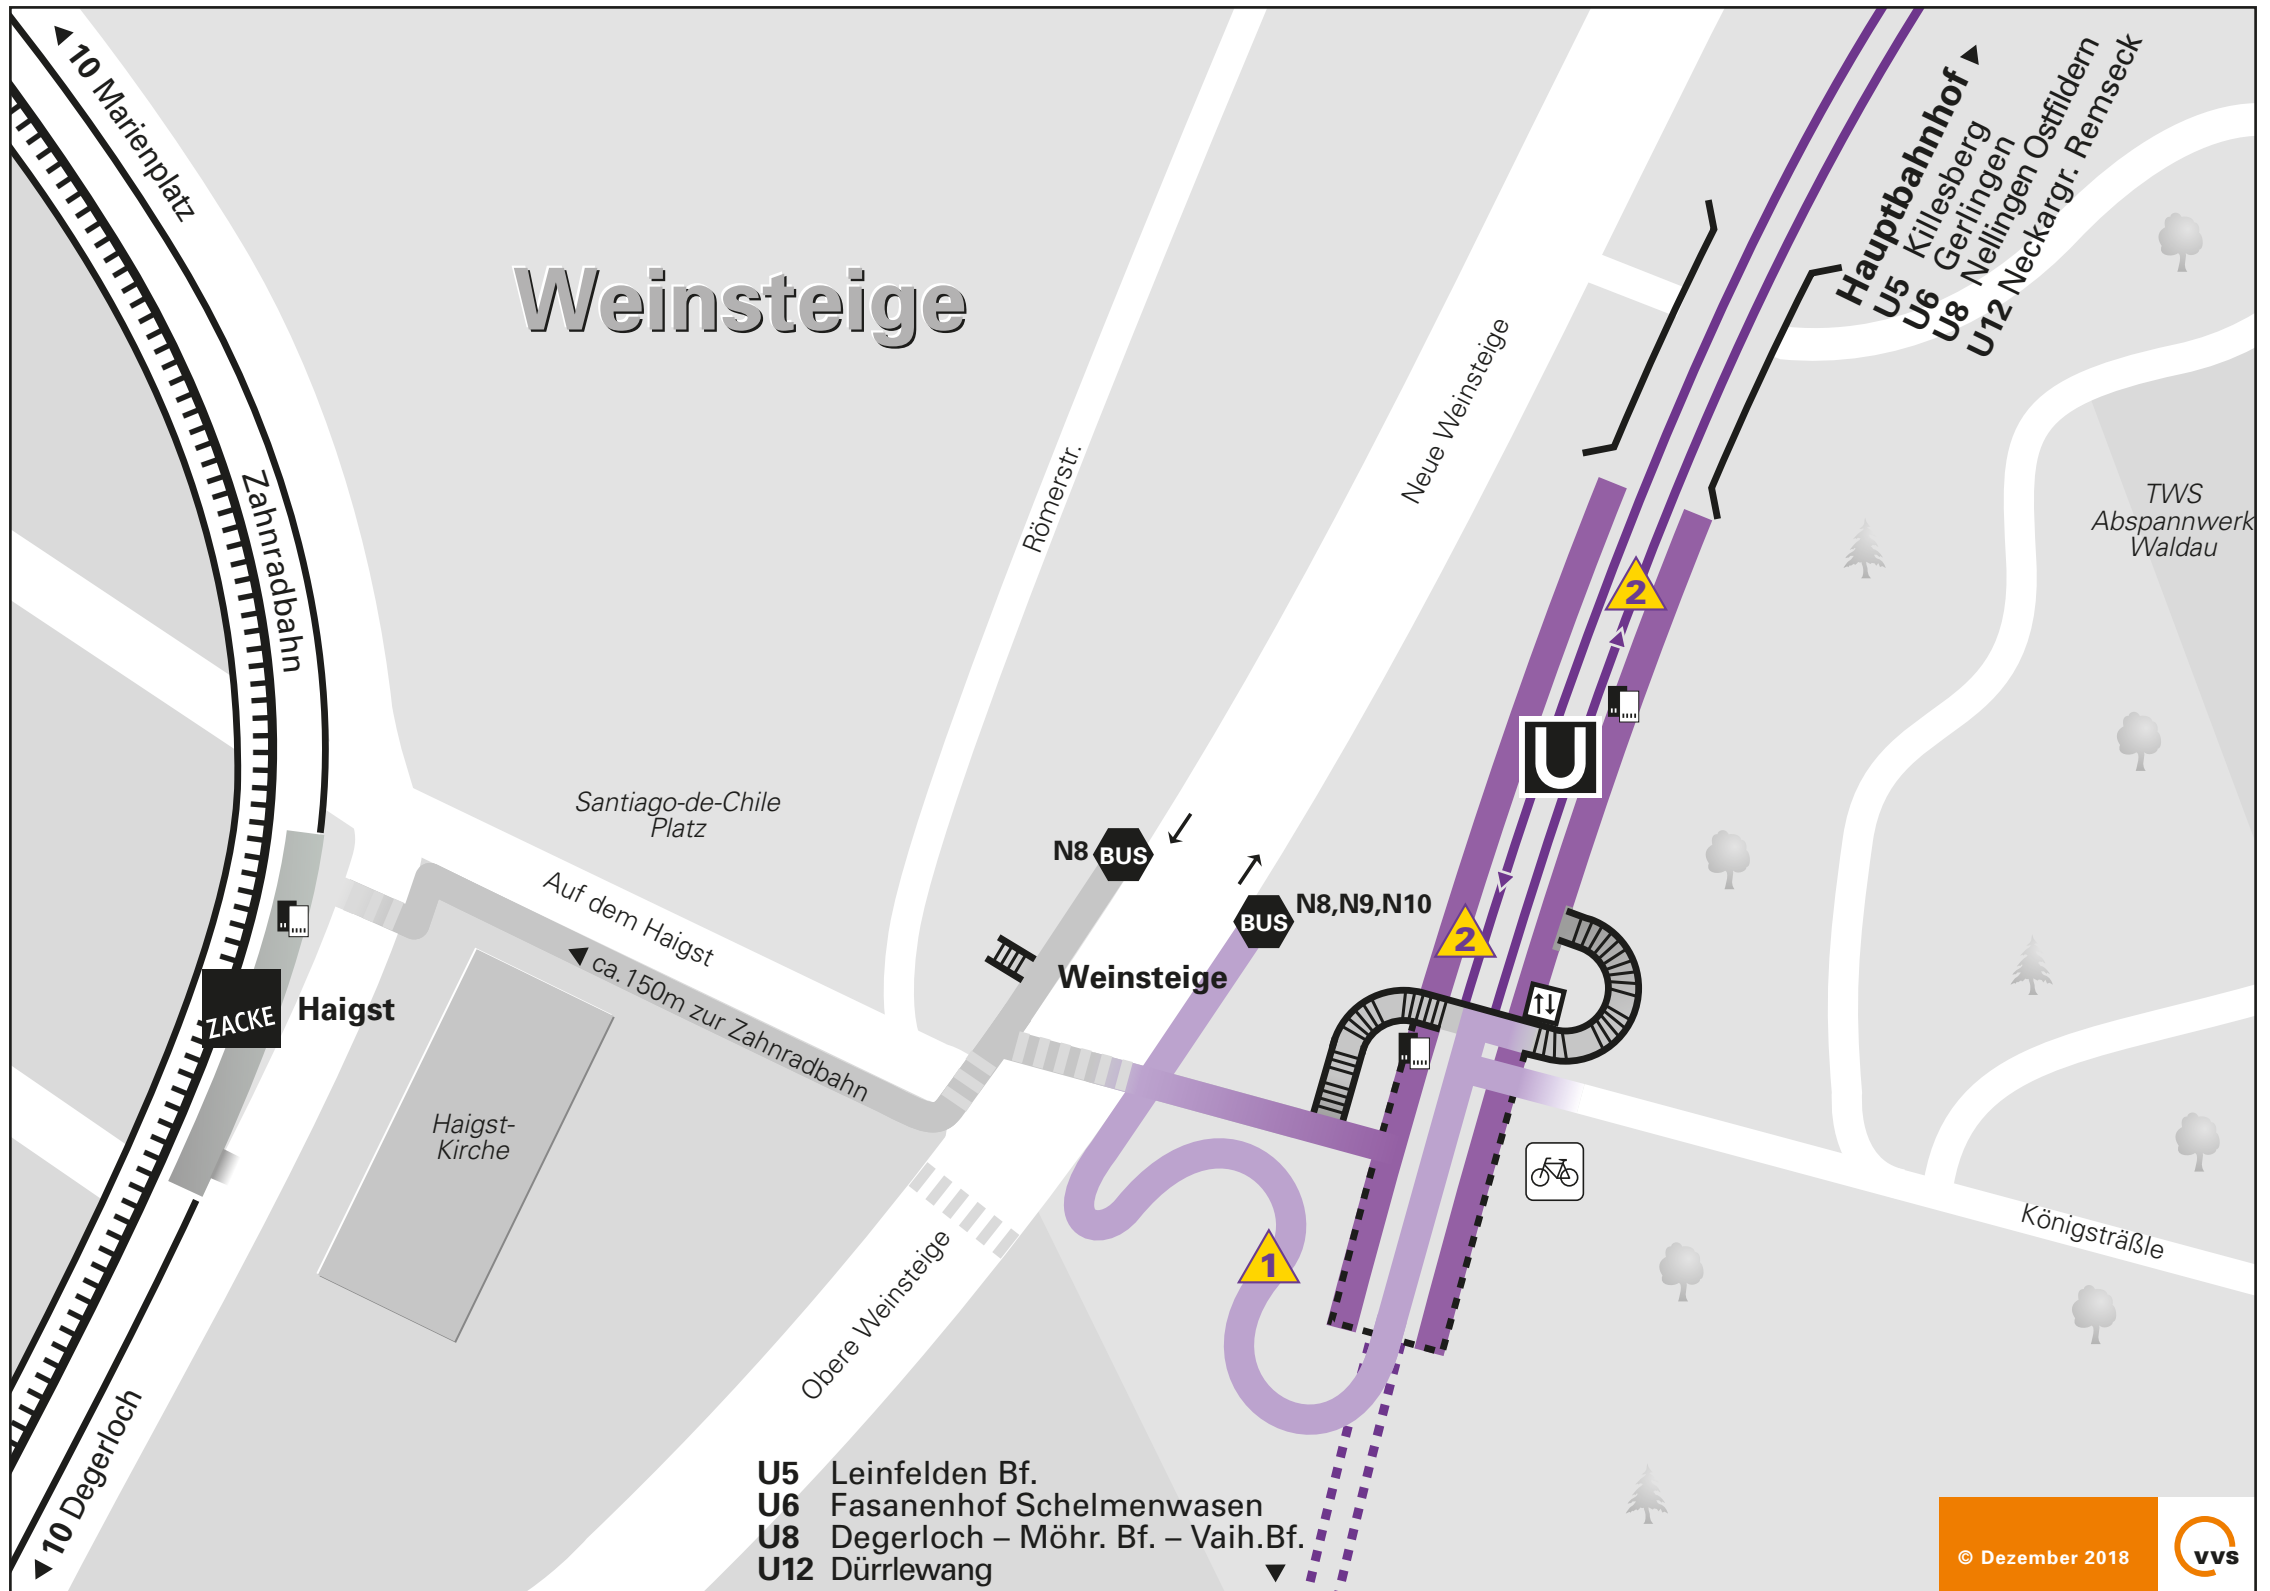 10 Marienplatz
Zahnradbahn
Weinsteige
Römerstr.
Neue Weinsteige
Hauptbahnhof
U5 Killesberg
U6 Gerlingen
U8 Nellingen Ostfildern
U12 Neckargr. Remseck
TWS
Abspannwerk
Waldau
2
U
Santiago-de-Chile
Platz
N8 BUS
BUS N8,N9,N10
Auf dem Haigst
ca. 150m zur Zahnradbahn
Weinsteige
2
ZACKE Haigst
Haigst-
Kirche
1
Königsträßle
Obere Weinsteige
10 Degerloch
U5 Leinfelden Bf.
U6 Fasanenhof Schelmenwasen
U8 Degerloch – Möhr. Bf. – Vaih.Bf.
U12 Dürrlewang
© Dezember 2018
vvs